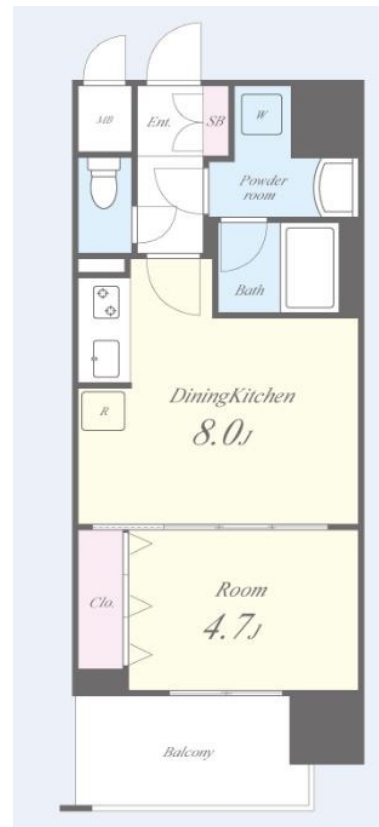 MB
Ent.
SB
W
Powder
room
Bath
DiningKitchen
8.0J
R
Room
4.7J
Clo.
Balcony